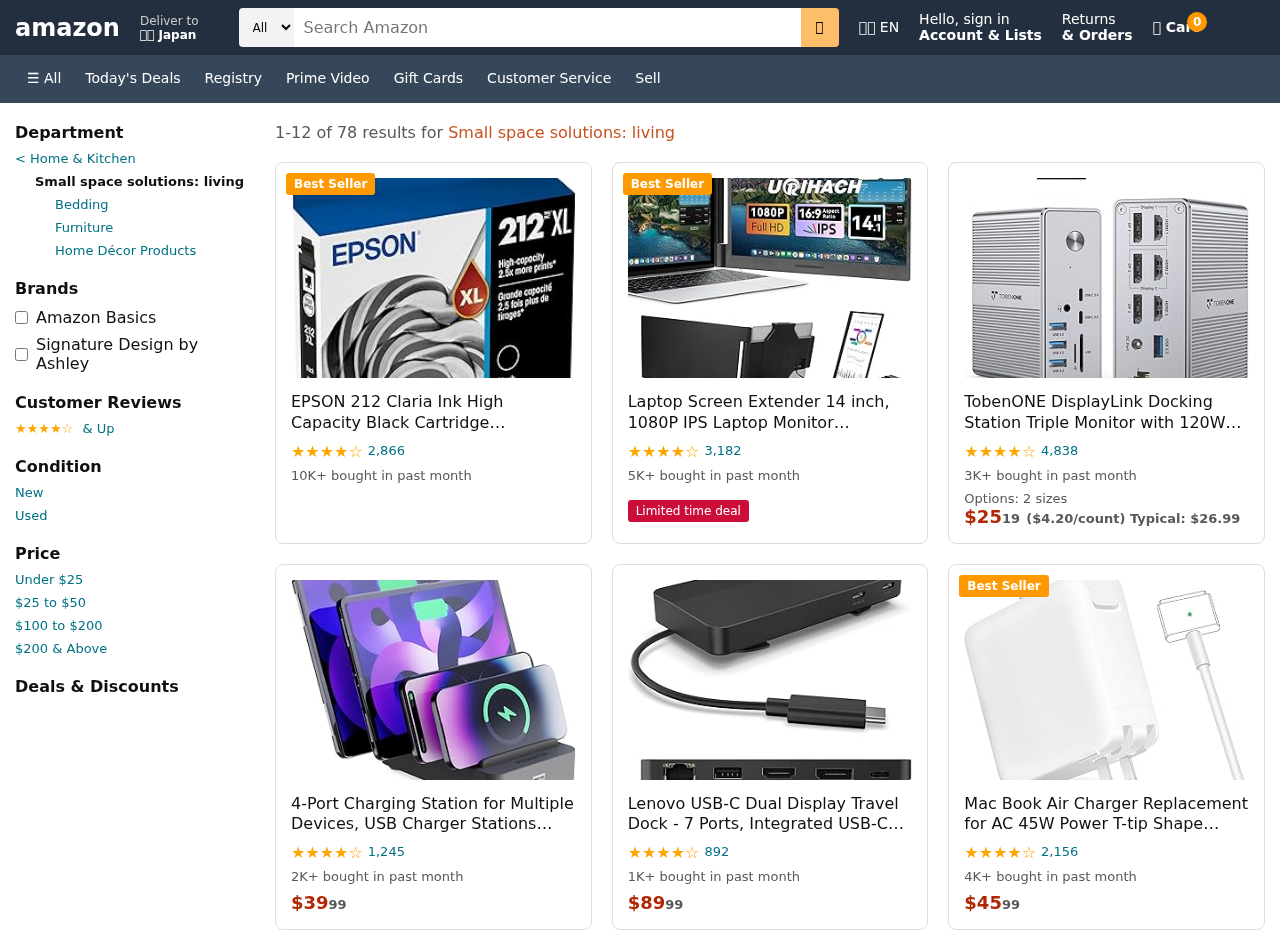 amazon
Deliver to
Japan
All
Search Amazon
EN
Hello, sign in
Account & Lists
Returns
& Orders
0
☰ All
Today's Deals
Registry
Prime Video
Gift Cards
Customer Service
Sell
Department
< Home & Kitchen
Small space solutions: living
Bedding
Furniture
Home Décor Products
Brands
Amazon Basics
Signature Design by
Ashley
Customer Reviews
★★★★☆ & Up
Condition
New
Used
Price
Under $25
$25 to $50
$100 to $200
$200 & Above
Deals & Discounts
1-12 of 78 results for Small space solutions: living
Best Seller
EPSON
212 XL
High-capacity
2.5x more prints*
Grande capacité
2,5 fois plus de
tirages*
XL
212
XL
EPSON 212 Claria Ink High
Capacity Black Cartridge…
★★★★☆ 2,866
10K+ bought in past month
Best Seller
URIHACH
1080P
Full HD
16:9 Aspect Ratio
IPS
14.1"
Laptop Screen Extender 14 inch,
1080P IPS Laptop Monitor…
★★★★☆ 3,182
5K+ bought in past month
Limited time deal
TOBENONE
Display 1
Display 2
TOBENONE
TobenONE DisplayLink Docking
Station Triple Monitor with 120W…
★★★★☆ 4,838
3K+ bought in past month
Options: 2 sizes
$25 19 ($4.20/count) Typical: $26.99
4-Port Charging Station for Multiple
Devices, USB Charger Stations…
★★★★☆ 1,245
2K+ bought in past month
$39 99
Lenovo USB-C Dual Display Travel
Dock - 7 Ports, Integrated USB-C…
★★★★☆ 892
1K+ bought in past month
$89 99
Best Seller
Mac Book Air Charger Replacement
for AC 45W Power T-tip Shape…
★★★★☆ 2,156
4K+ bought in past month
$45 99